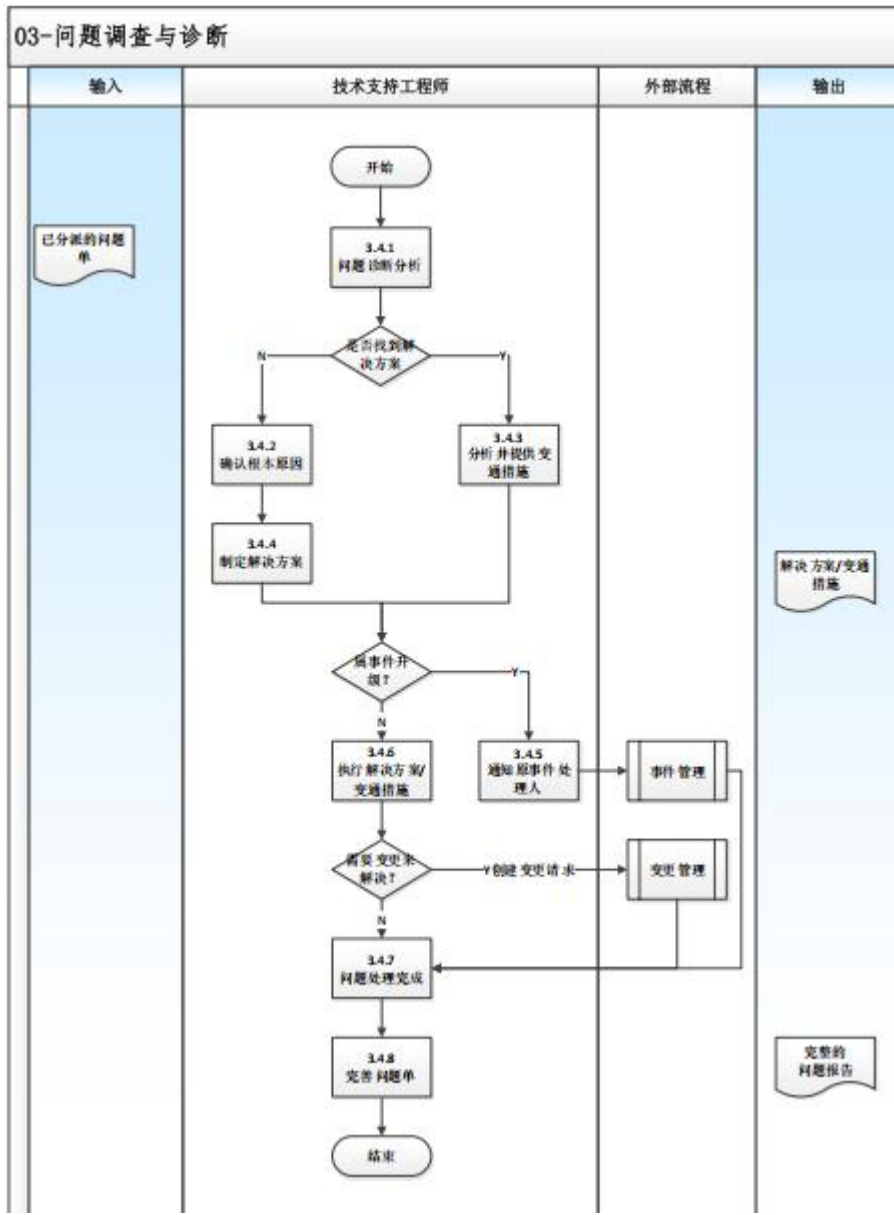 03-问题调查与诊断
输入
技术支持工程师
外部流程
输出
开始
已分派的问题
单
3.4.1
问题诊断分析
是否找到解
决方案
N
Y
3.4.2
确认根本原因
3.4.3
分析并提供变
通措施
3.4.4
制定解决方案
解决方案/变通
措施
属事件升
级？
Y
N
3.4.6
执行解决方案/
变通措施
3.4.5
通知原事件处
理人
事件管理
需要变更来
解决？
Y创建变更请求
变更管理
N
3.4.7
问题处理完成
3.4.8
完善问题单
完整的
问题报告
结束